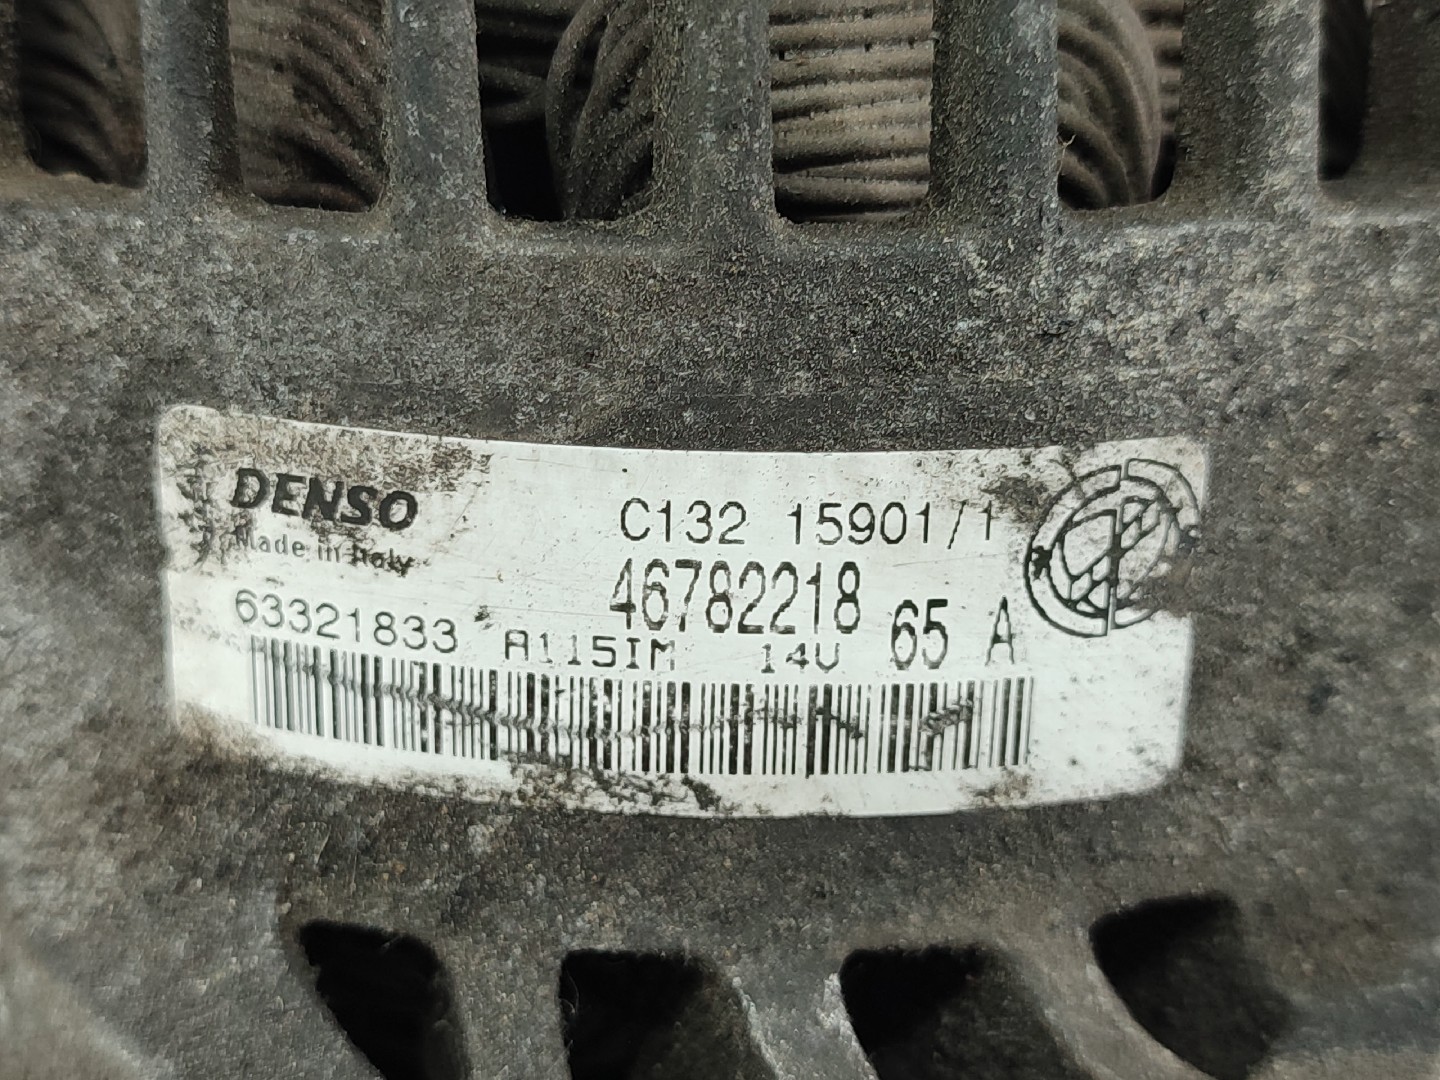 DENSO
Made in Italy
C132 15901/1
46782218
63321833 A115IM 14V 65 A